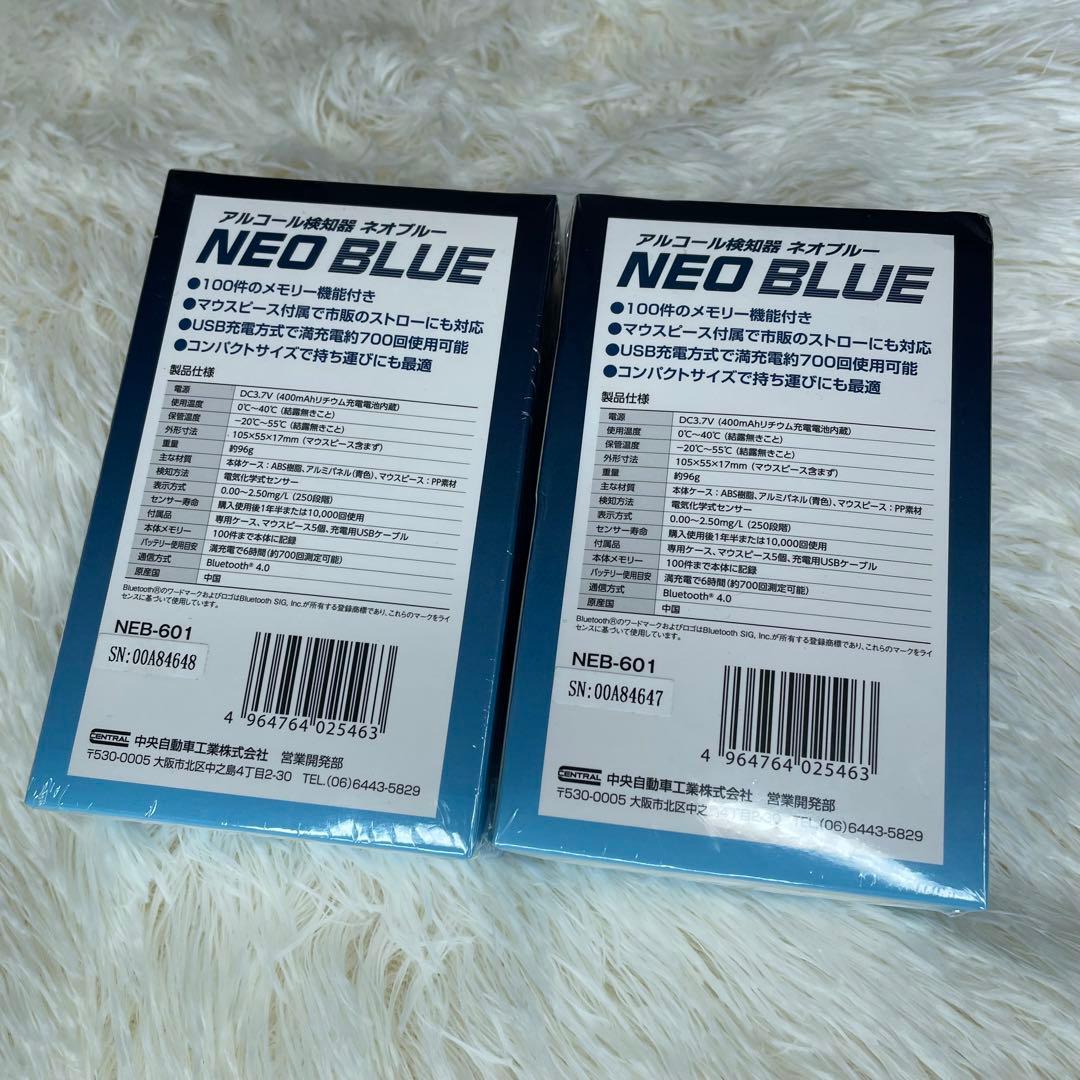 アルコール検知器 ネオブルー
NEO BLUE
●100件のメモリー機能付き
●マウスピース付属で市販のストローにも対応
●USB充電方式で満充電約700回使用可能
●コンパクトサイズで持ち運びにも最適
製品仕様
電源 DC3.7V（400mAhリチウム充電電池内蔵）
使用温度 0℃～40℃（結露無きこと）
保管温度 −20℃～55℃（結露無きこと）
外形寸法 105×55×17mm（マウスピース含まず）
重量 約96g
主な材質 本体ケース：ABS樹脂、アルミパネル（青色）、マウスピース：PP素材
検知方法 電気化学式センサー
表示方式 0.00～2.50mg/L（250段階）
センサー寿命 購入使用後1年半または10,000回使用
付属品 専用ケース、マウスピース5個、充電用USBケーブル
本体メモリー 100件まで本体に記録
バッテリー使用目安 満充電で6時間（約700回測定可能）
通信方式 Bluetooth® 4.0
原産国 中国
Bluetooth®のワードマークおよびロゴはBluetooth SIG, Inc.が所有する登録商標であり、これらのマークをライ
センスに基づいて使用しています。
NEB-601
SN:00A84648
4 964764 025463
CENTRAL 中央自動車工業株式会社 営業開発部
〒530-0005 大阪市北区中之島4丁目2-30 TEL.(06)6443-5829
アルコール検知器 ネオブルー
NEO BLUE
●100件のメモリー機能付き
●マウスピース付属で市販のストローにも対応
●USB充電方式で満充電約700回使用可能
●コンパクトサイズで持ち運びにも最適
製品仕様
電源 DC3.7V（400mAhリチウム充電電池内蔵）
使用温度 0℃～40℃（結露無きこと）
保管温度 −20℃～55℃（結露無きこと）
外形寸法 105×55×17mm（マウスピース含まず）
重量 約96g
主な材質 本体ケース：ABS樹脂、アルミパネル（青色）、マウスピース：PP素材
検知方法 電気化学式センサー
表示方式 0.00～2.50mg/L（250段階）
センサー寿命 購入使用後1年半または10,000回使用
付属品 専用ケース、マウスピース5個、充電用USBケーブル
本体メモリー 100件まで本体に記録
バッテリー使用目安 満充電で6時間（約700回測定可能）
通信方式 Bluetooth® 4.0
原産国 中国
Bluetooth®のワードマークおよびロゴはBluetooth SIG, Inc.が所有する登録商標であり、これらのマークをライ
センスに基づいて使用しています。
NEB-601
SN:00A84647
4 964764 025463
CENTRAL 中央自動車工業株式会社 営業開発部
〒530-0005 大阪市北区中之島4丁目2-30 TEL.(06)6443-5829